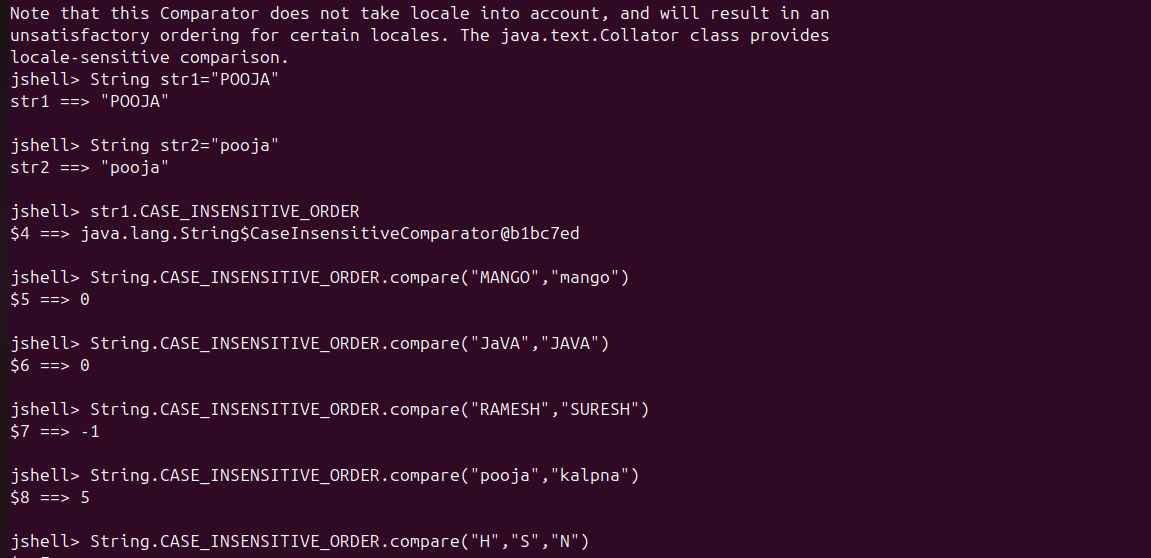 Note that this Comparator does not take locale into account, and will result in an
unsatisfactory ordering for certain locales. The java.text.Collator class provides
locale-sensitive comparison.
jshell> String str1="POOJA"
str1 ==> "POOJA"
jshell> String str2="pooja"
str2 ==> "pooja"
jshell> str1.CASE_INSENSITIVE_ORDER
$4 ==> java.lang.String$CaseInsensitiveComparator@b1bc7ed
jshell> String.CASE_INSENSITIVE_ORDER.compare("MANGO","mango")
$5 ==> 0
jshell> String.CASE_INSENSITIVE_ORDER.compare("JaVA","JAVA")
$6 ==> 0
jshell> String.CASE_INSENSITIVE_ORDER.compare("RAMESH","SURESH")
$7 ==> -1
jshell> String.CASE_INSENSITIVE_ORDER.compare("pooja","kalpna")
$8 ==> 5
jshell> String.CASE_INSENSITIVE_ORDER.compare("H","S","N")